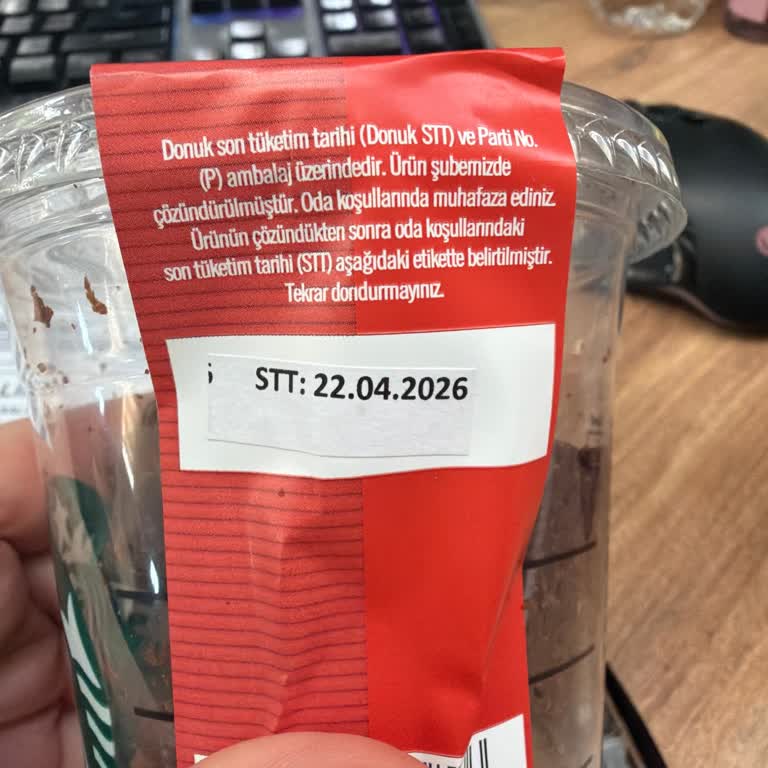 Donuk son tüketim tarihi (Donuk STT) ve Parti No.
(P) ambalaj üzerindedir. Ürün şubemizde
çözündürülmüştür. Oda koşullarında muhafaza ediniz.
Ürünün çözündükten sonra oda koşullarındaki
son tüketim tarihi (STT) aşağıdaki etikette belirtilmiştir.
Tekrar dondurmayınız.
STT: 22.04.2026